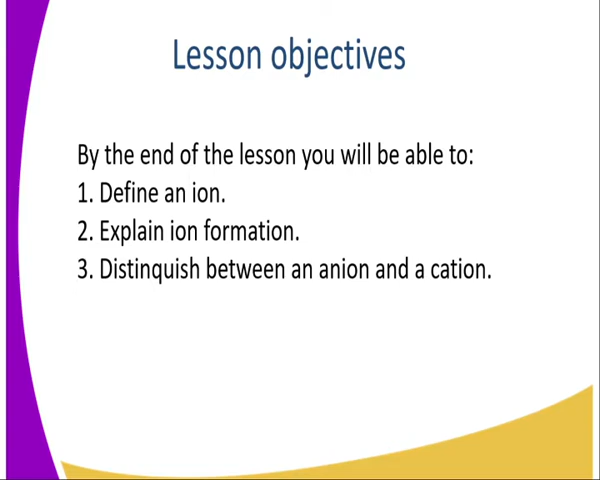 Lesson objectives
By the end of the lesson you will be able to:
1. Define an ion.
2. Explain ion formation.
3. Distinquish between an anion and a cation.